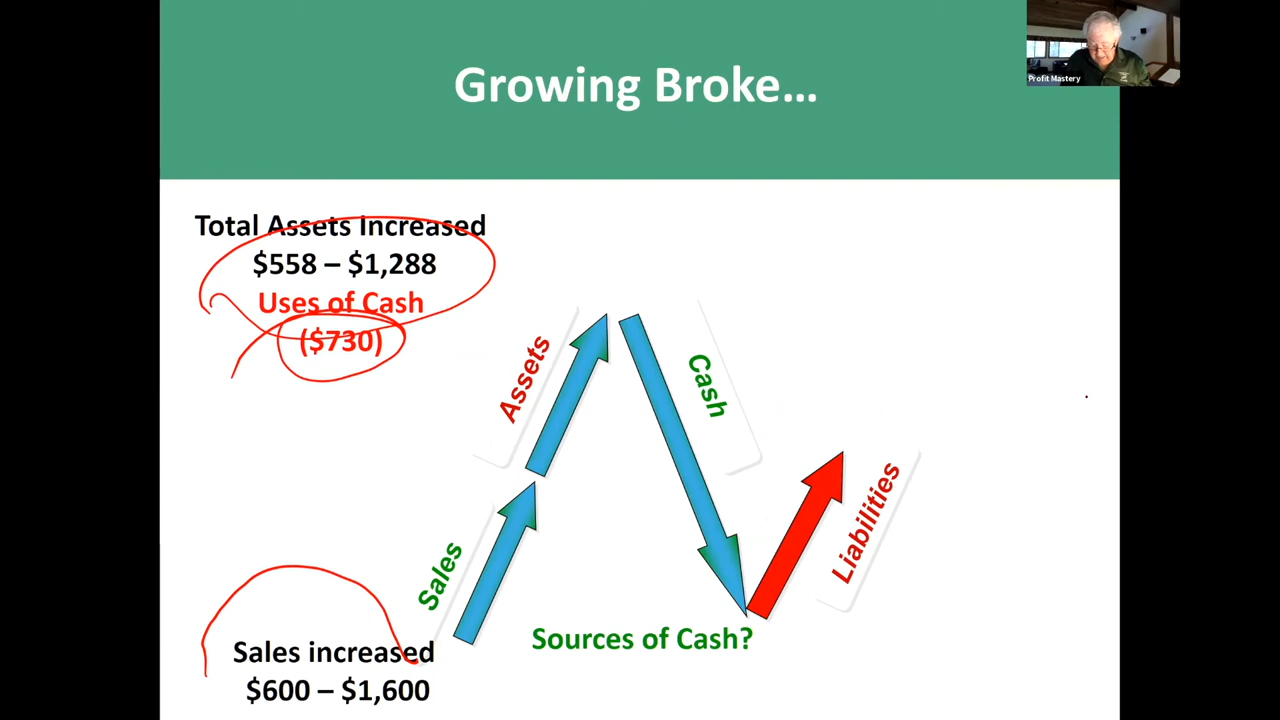 Growing Broke...
Profit Mastery
Total Assets Increased
$558 – $1,288
Uses of Cash
($730)
Assets
Cash
Sales
Liabilities
Sources of Cash?
Sales increased
$600 – $1,600